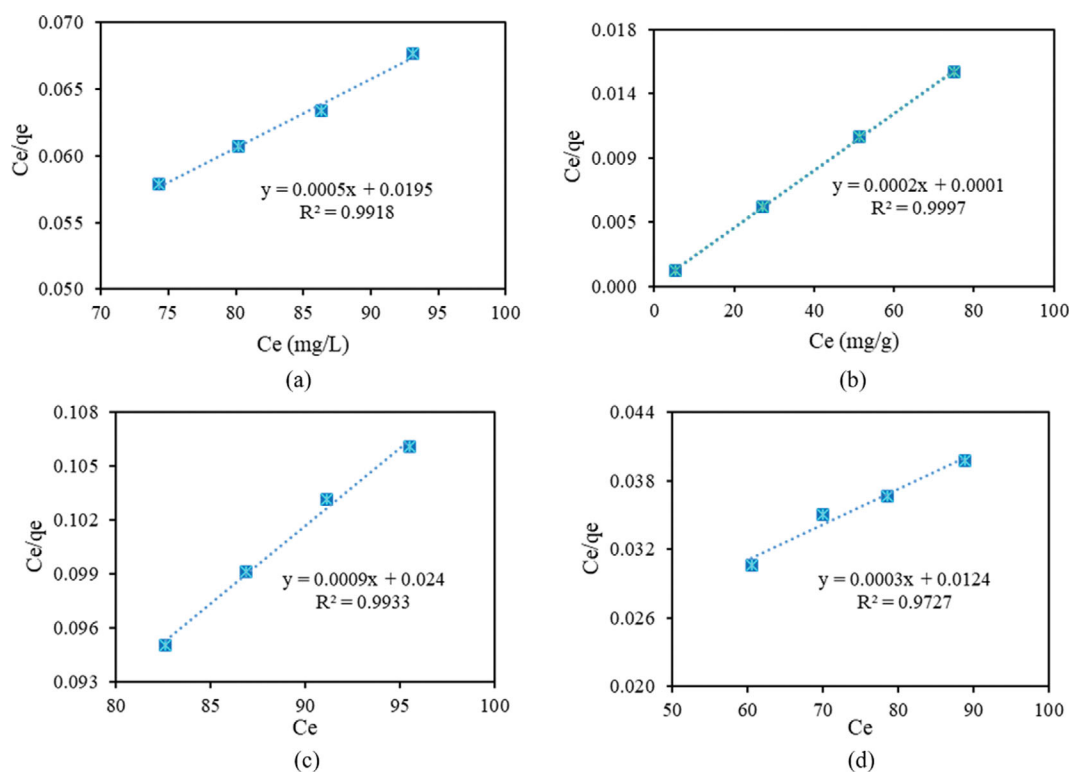 0.070
0.065
0.060
0.055
0.050
Ce/qe
y = 0.0005x + 0.0195
R² = 0.9918
70 75 80 85 90 95 100
Ce (mg/L)
(a)
0.018
0.014
0.009
0.005
0.000
Ce/qe
y = 0.0002x + 0.0001
R² = 0.9997
0 20 40 60 80 100
Ce (mg/g)
(b)
0.108
0.105
0.102
0.099
0.096
0.093
Ce/qe
y = 0.0009x + 0.024
R² = 0.9933
80 85 90 95 100
Ce
(c)
0.044
0.038
0.032
0.026
0.020
Ce/qe
y = 0.0003x + 0.0124
R² = 0.9727
50 60 70 80 90 100
Ce
(d)